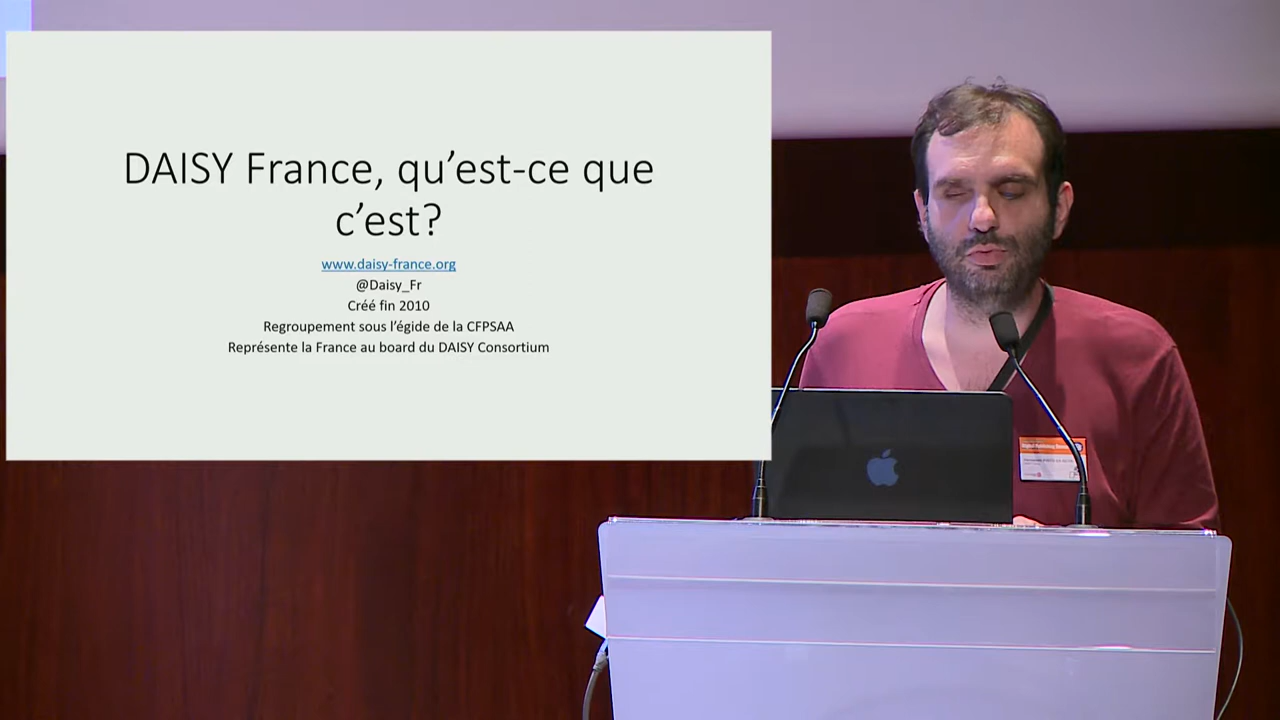 DAISY France, qu’est-ce que
c’est?
www.daisy-france.org
@Daisy_Fr
Créé fin 2010
Regroupement sous l’égide de la CFPSAA
Représente la France au board du DAISY Consortium